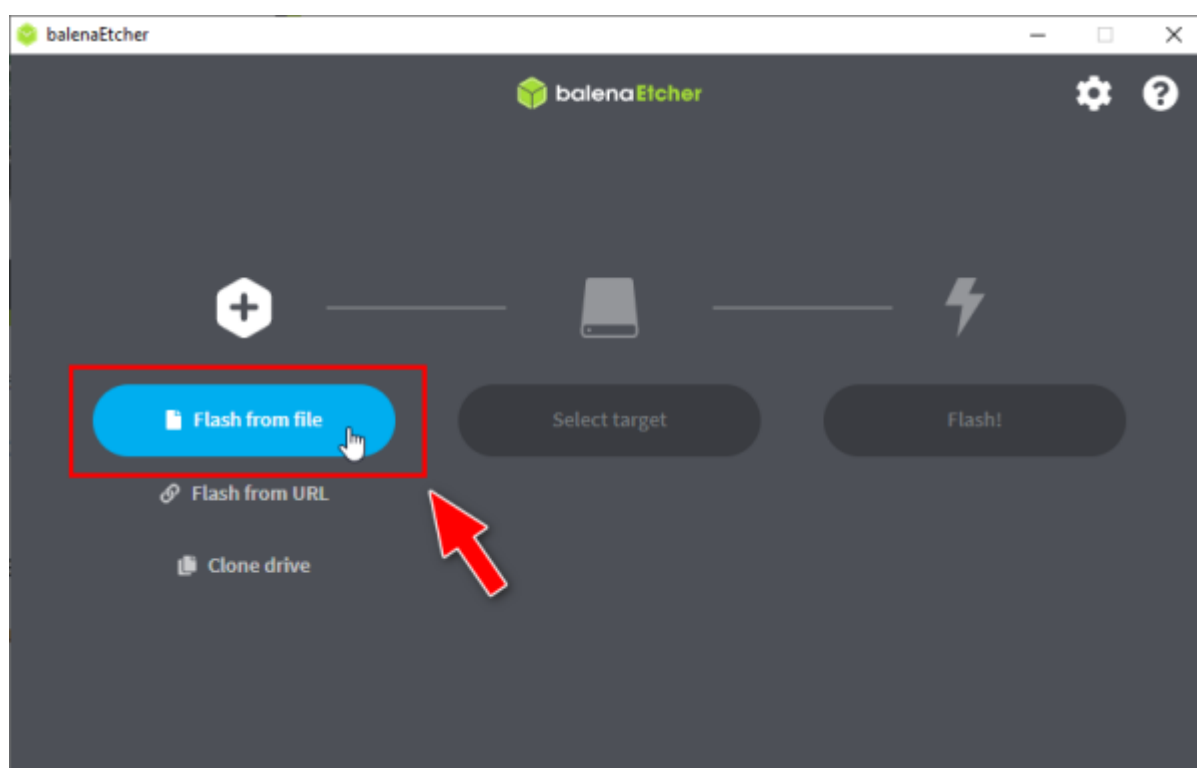 balenaEtcher
balenaEtcher
Flash from file
Select target
Flash!
Flash from URL
Clone drive